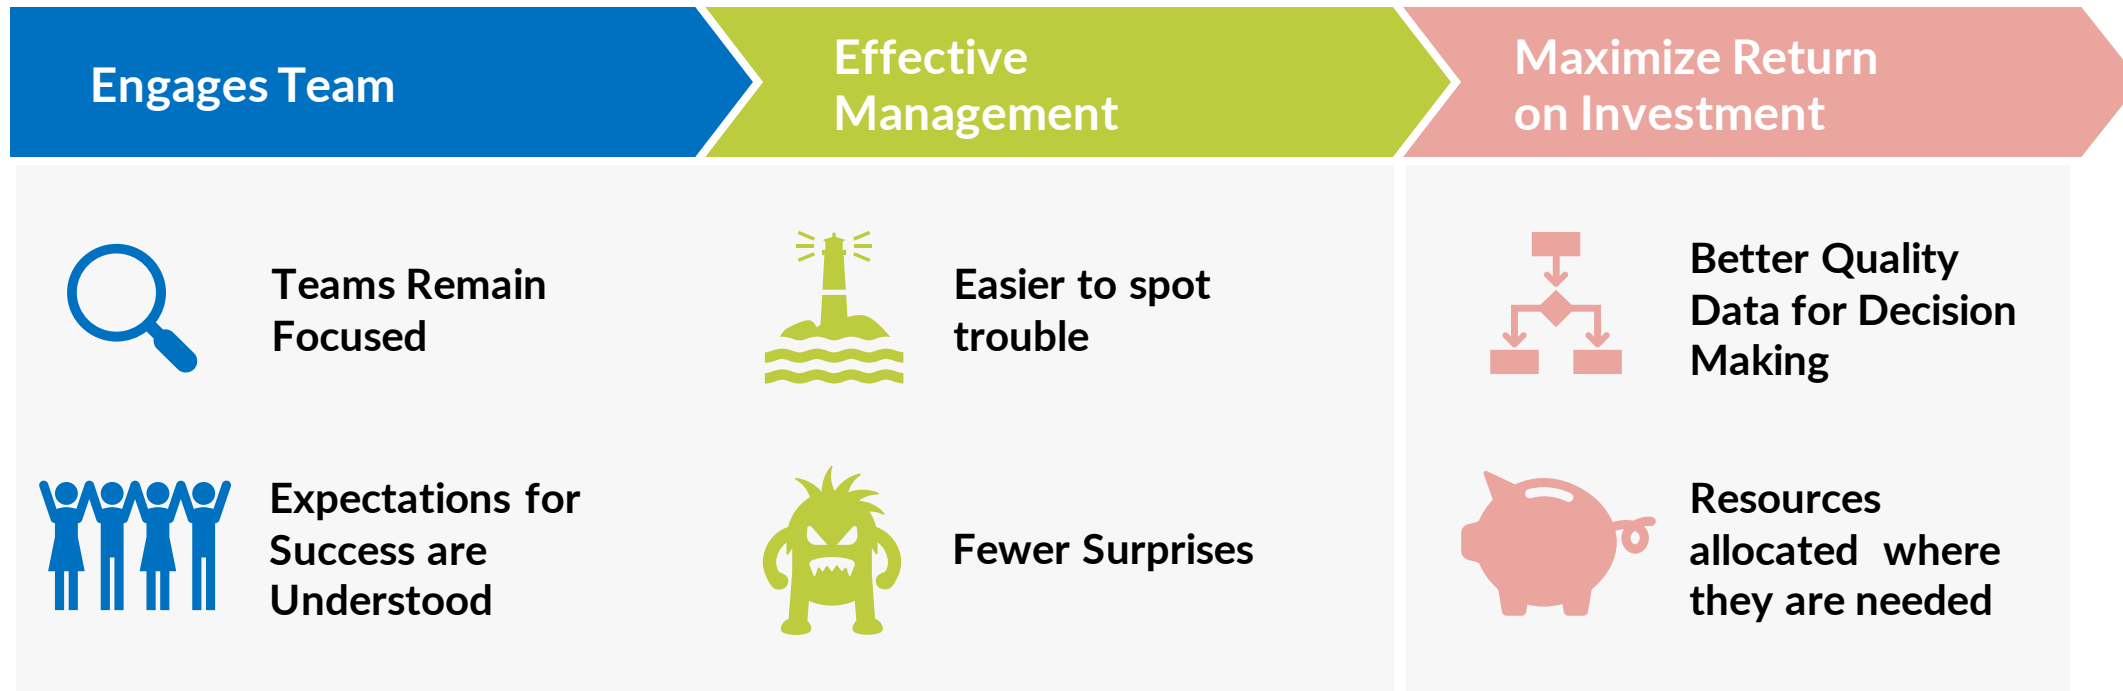 Engages Team
Effective
Management
Maximize Return
on Investment
Teams Remain
Focused
Easier to spot
trouble
Better Quality
Data for Decision
Making
Expectations for
Success are
Understood
Fewer Surprises
Resources
allocated  where
they are needed